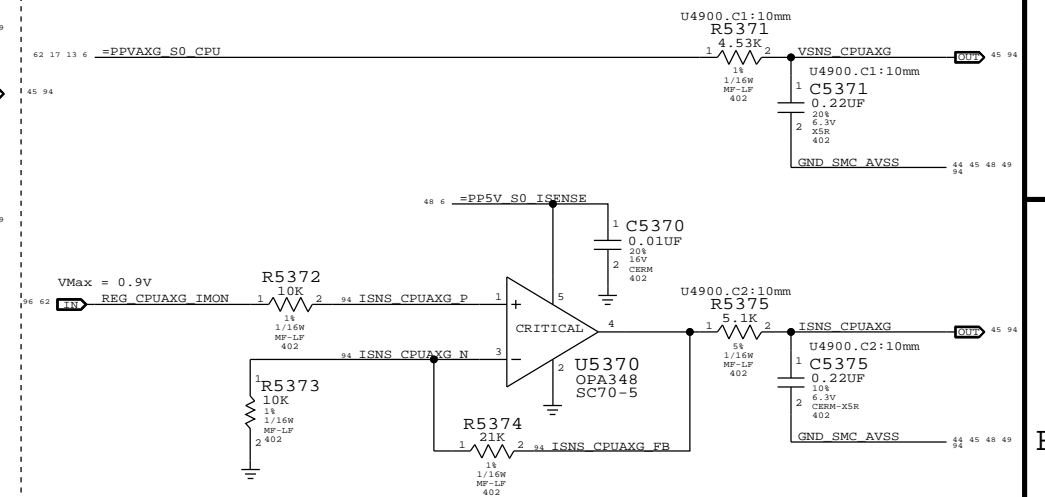 U4900.C1:10mm
R5371
62 17 13 6 =PPVAXG_S0_CPU
1 4.53K 2
VSNS_CPUAXG
OUT 45 94
1%
1/16W
MF-LF
402
U4900.C1:10mm
1 C5371
0.22UF
20%
2 6.3V
X5R
402
45 94
GND_SMC_AVSS
44 45 48 49
94
48 6 =PP5V_S0_ISENSE
1 C5370
0.01UF
20%
2 16V
CERM
402
VMax = 0.9V
R5372
96 62 IN REG_CPUAXG_IMON
1 10K 2
94 ISNS_CPUAXG_P
1 +
5
1%
1/16W
MF-LF
402
CRITICAL
4
U4900.C2:10mm
R5375
1 5.1K 2
ISNS_CPUAXG
OUT 45 94
5%
1/16W
MF-LF
402
94 ISNS_CPUAXG_N
3 −
2
U5370
OPA348
SC70-5
U4900.C2:10mm
1 C5375
0.22UF
10%
2 6.3V
CERM-X5R
402
1 R5373
10K
1%
1/16W
MF-LF
2 402
R5374
1 21K 2
94 ISNS_CPUAXG_FB
1%
1/16W
MF-LF
402
GND_SMC_AVSS
44 45 48 49
94